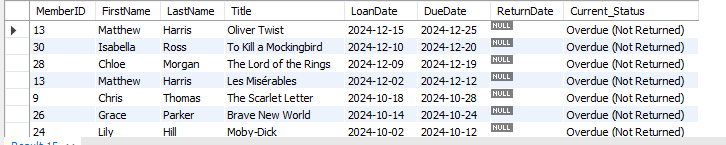 MemberID FirstName LastName Title LoanDate DueDate ReturnDate Current_Status
13 Matthew Harris Oliver Twist 2024-12-15 2024-12-25 NULL Overdue (Not Returned)
30 Isabella Ross To Kill a Mockingbird 2024-12-10 2024-12-20 NULL Overdue (Not Returned)
28 Chloe Morgan The Lord of the Rings 2024-12-09 2024-12-19 NULL Overdue (Not Returned)
13 Matthew Harris Les Misérables 2024-12-02 2024-12-12 NULL Overdue (Not Returned)
9 Chris Thomas The Scarlet Letter 2024-10-18 2024-10-28 NULL Overdue (Not Returned)
26 Grace Parker Brave New World 2024-10-14 2024-10-24 NULL Overdue (Not Returned)
24 Lily Hill Moby-Dick 2024-10-02 2024-10-12 NULL Overdue (Not Returned)